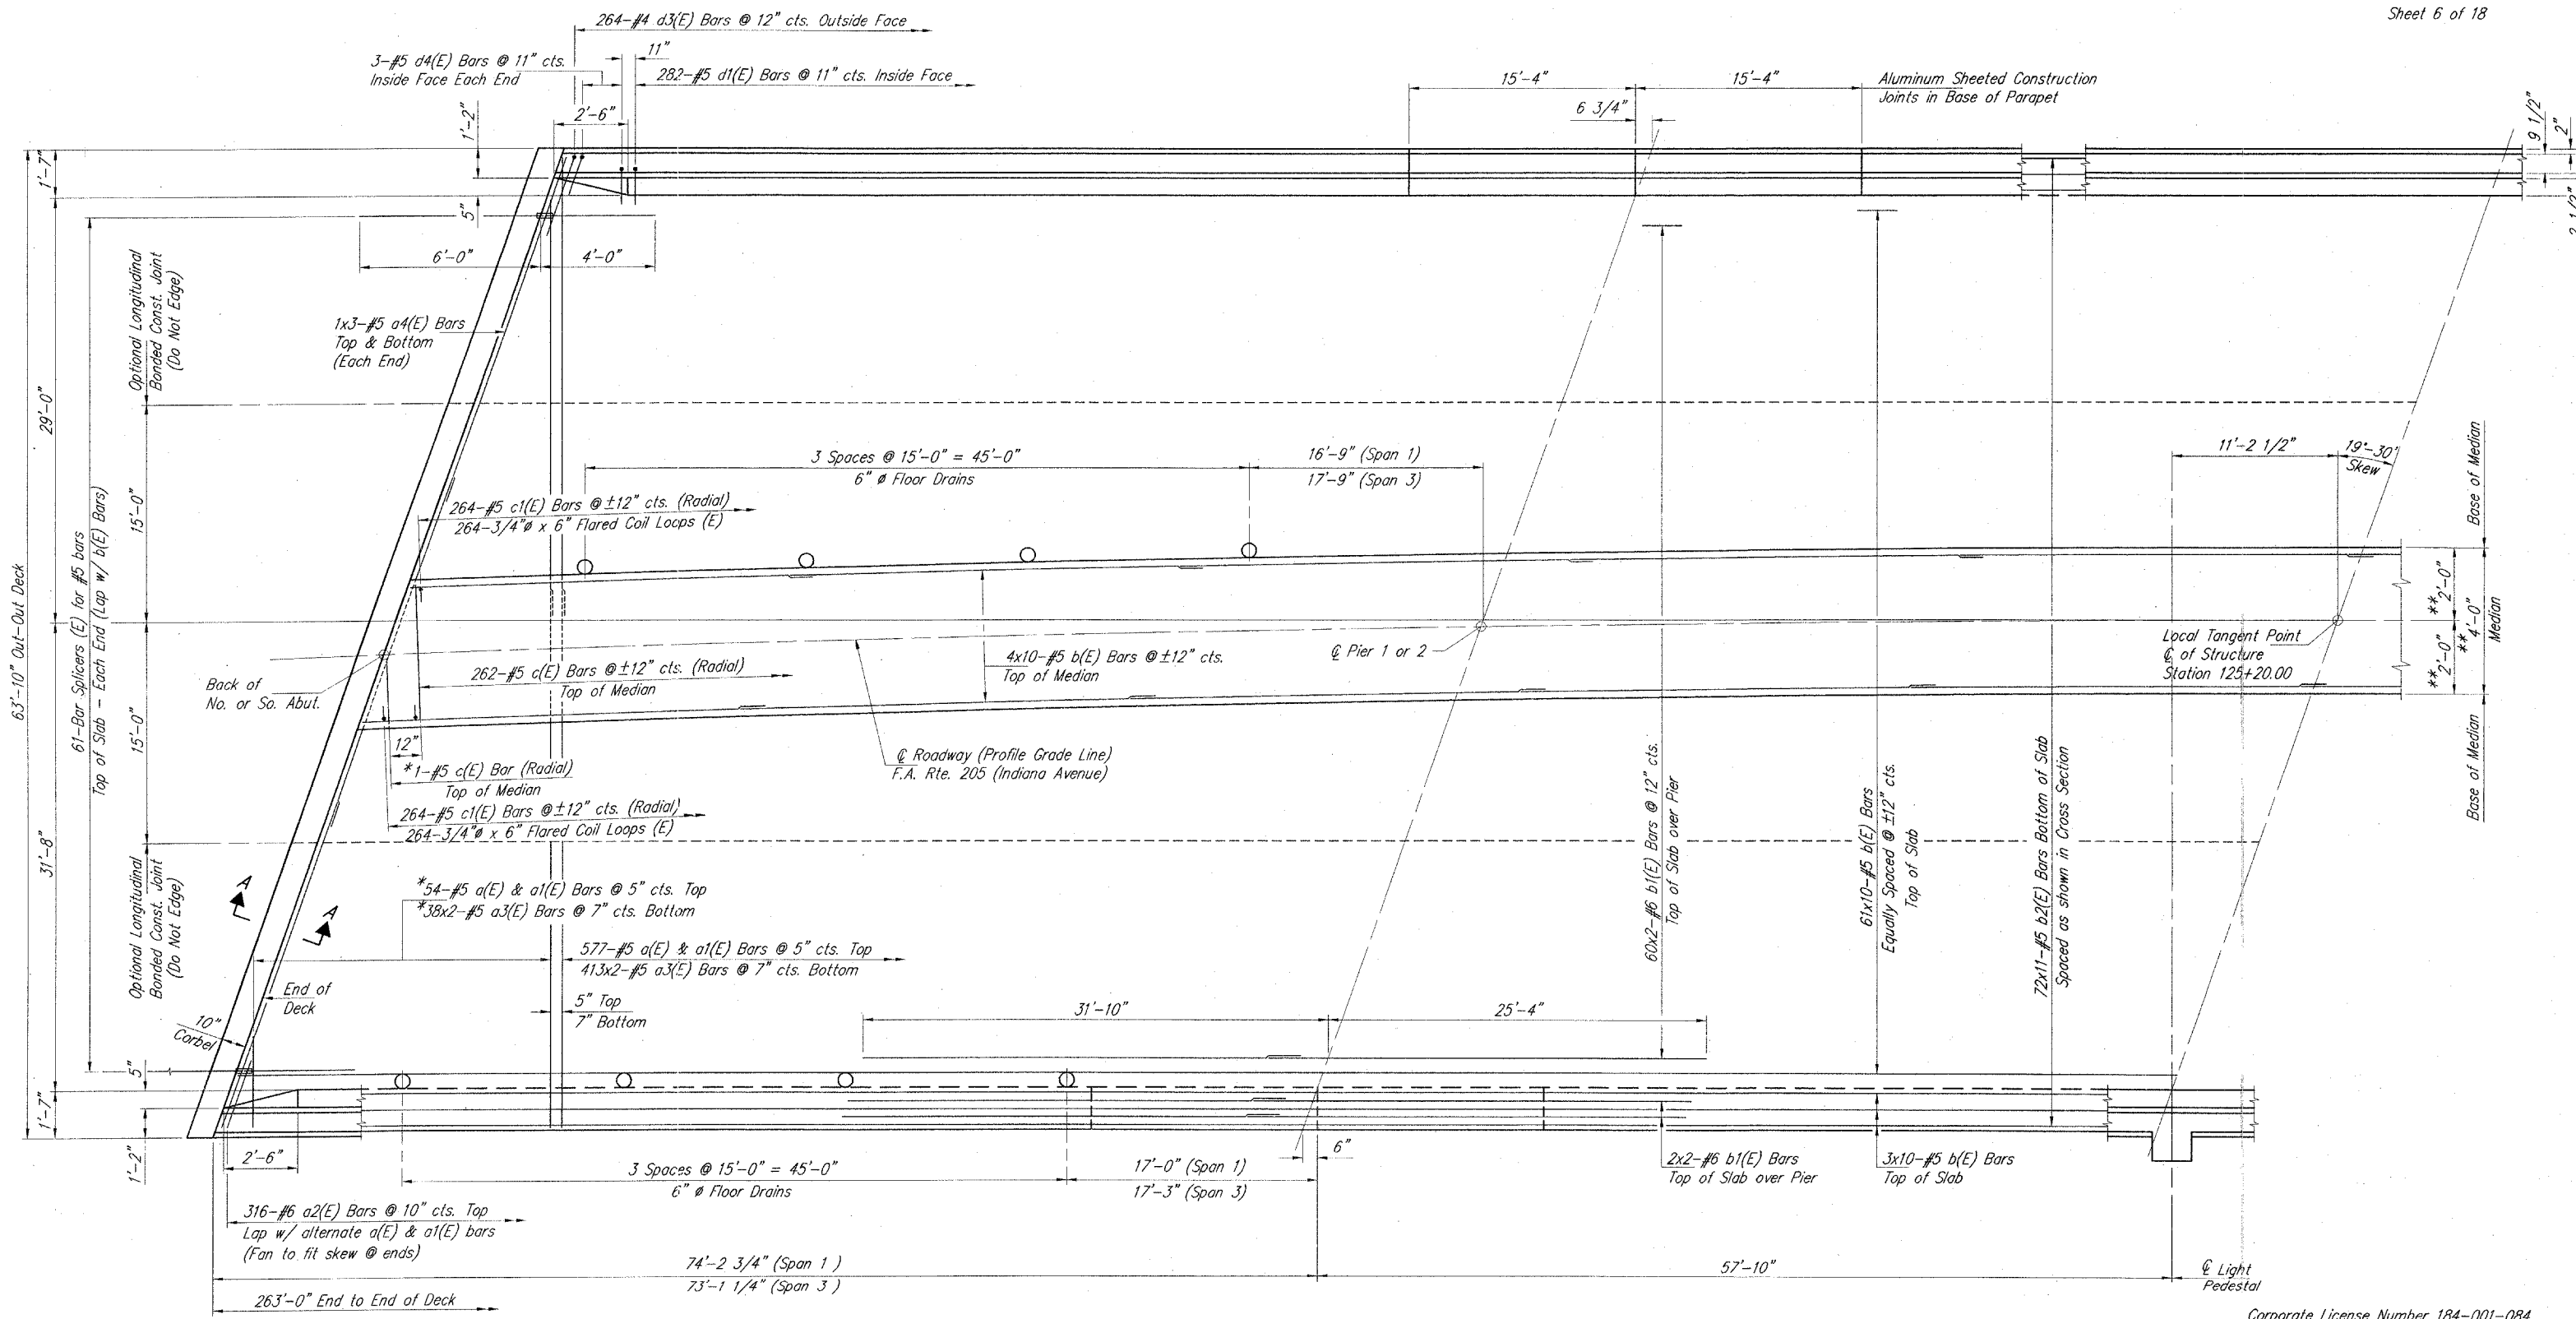 Sheet 6 of 18
264-#4 d3(E) Bars @ 12" cts. Outside Face
3-#5 d4(E) Bars @ 11" cts.
Inside Face Each End
11"
282-#5 d1(E) Bars @ 11" cts. Inside Face
2'-6"
1'-2"
15'-4"
15'-4"
6 3/4"
Aluminum Sheeted Construction
Joints in Base of Parapet
9 1/2"
2"
1'-7"
5"
6'-0"
4'-0"
Optional Longitudinal
Bonded Const. Joint
(Do Not Edge)
1x3-#5 a4(E) Bars
Top & Bottom
(Each End)
29'-0"
15'-0"
63'-10" Out-Out Deck
61-Bar Splicers (E) for #5 bars
Top of Slab - Each End (Lap w/ b(E) Bars)
3 Spaces @ 15'-0" = 45'-0"
6" ø Floor Drains
16'-9" (Span 1)
17'-9" (Span 3)
11'-2 1/2"
19°-30'
Skew
Base of Median
264-#5 c1(E) Bars @ ±12" cts. (Radial)
264-3/4"ø x 6" Flared Coil Loops (E)
**2'-0"
**4'-0"
Median
**2'-0"
Back of
No. or So. Abut.
262-#5 c(E) Bars @ ±12" cts. (Radial)
Top of Median
4x10-#5 b(E) Bars @ ±12" cts.
Top of Median
℄ Pier 1 or 2
Local Tangent Point
℄ of Structure
Station 125+20.00
15'-0"
12"
*1-#5 c(E) Bar (Radial)
Top of Median
℄ Roadway (Profile Grade Line)
F.A. Rte. 205 (Indiana Avenue)
Base of Median
264-#5 c1(E) Bars @ ±12" cts. (Radial)
264-3/4"ø x 6" Flared Coil Loops (E)
31'-8"
60x2-#6 b1(E) Bars @ 12" cts.
Top of Slab over Pier
61x10-#5 b(E) Bars
Equally Spaced @ ±12" cts.
Top of Slab
72x11-#5 b2(E) Bars Bottom of Slab
Spaced as shown in Cross Section
Optional Longitudinal
Bonded Const. Joint
(Do Not Edge)
A
A
*54-#5 a(E) & a1(E) Bars @ 5" cts. Top
*38x2-#5 a3(E) Bars @ 7" cts. Bottom
577-#5 a(E) & a1(E) Bars @ 5" cts. Top
413x2-#5 a3(E) Bars @ 7" cts. Bottom
End of
Deck
10"
Corbel
5" Top
7" Bottom
31'-10"
25'-4"
5"
1'-7"
1'-2"
2'-6"
3 Spaces @ 15'-0" = 45'-0"
6" ø Floor Drains
17'-0" (Span 1)
17'-3" (Span 3)
6"
2x2-#6 b1(E) Bars
Top of Slab over Pier
3x10-#5 b(E) Bars
Top of Slab
316-#6 a2(E) Bars @ 10" cts. Top
Lap w/ alternate a(E) & a1(E) bars
(Fan to fit skew @ ends)
74'-2 3/4" (Span 1 )
73'-1 1/4" (Span 3 )
57'-10"
℄ Light
Pedestal
263'-0" End to End of Deck
Corporate License Number 184-001-084